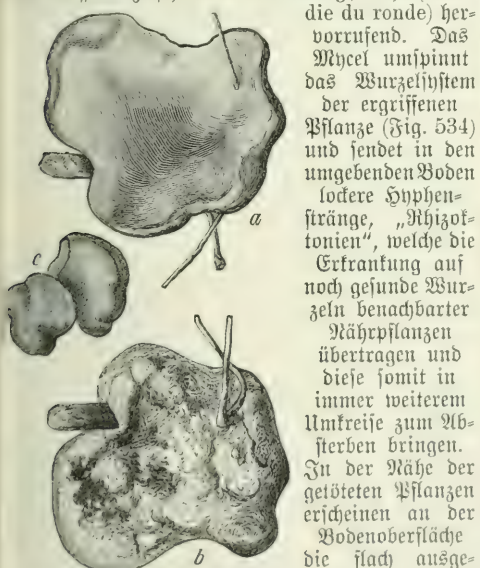 die du ronde) her-
vorrufend. Das
Mycel umspinnt
das Wurzelsystem
der ergriffenen
Pflanze (Fig. 534)
und sendet in den
umgebenden Boden
lockere Hyphen-
stränge, „Rhizok-
tonien“, welche die
Erkrankung auf
noch gesunde Wur-
zeln benachbarter
Nährpflanzen
übertragen und
diese somit in
immer weiterem
Umkreise zum Ab-
sterben bringen.
In der Nähe der
getöteten Pflanzen
erscheinen an der
Bodenoberfläche
die flach ausge-
a
c
b